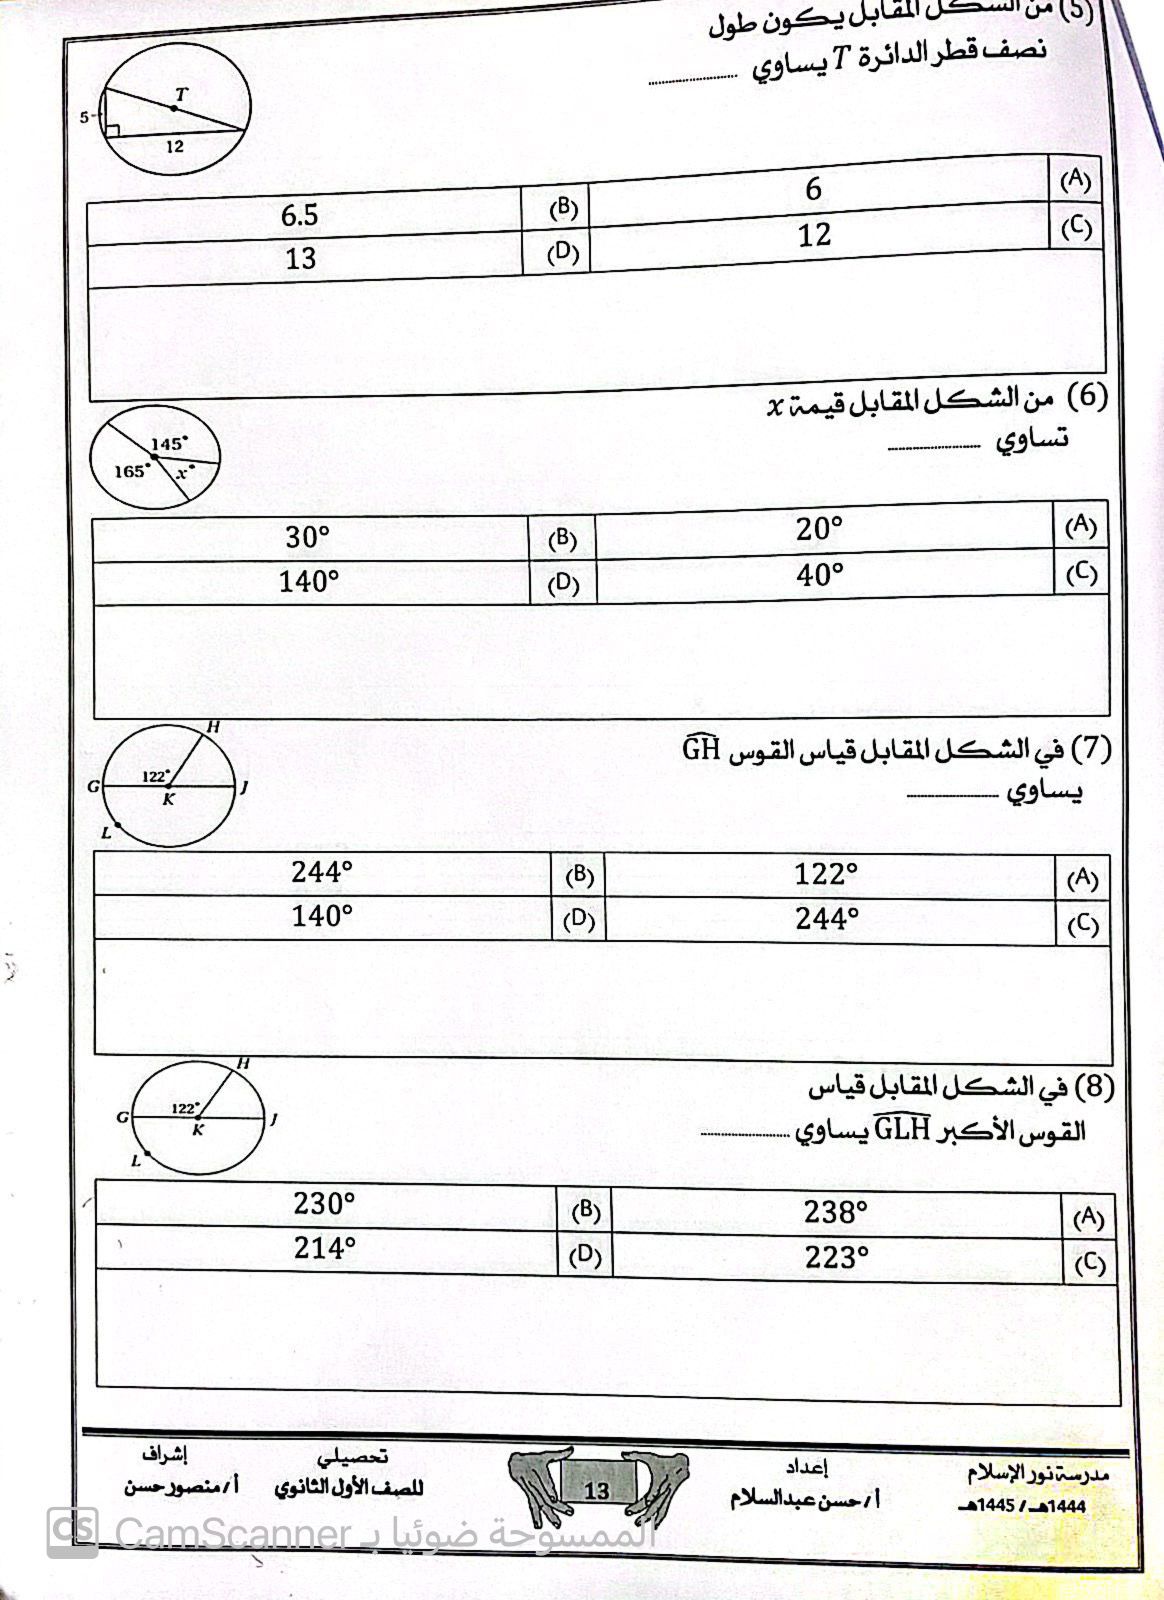 (5) من الشكل المقابل يكون طول
نصف قطر الدائرة T يساوي ............
T
5
12
(A) 6 (B) 6.5
(C) 12 (D) 13
(6) من الشكل المقابل قيمة x
تساوي ............
145°
165° x°
(A) 20° (B) 30°
(C) 40° (D) 140°
(7) في الشكل المقابل قياس القوس GH
يساوي ............
H
G 122° J
K
L
(A) 122° (B) 244°
(C) 244° (D) 140°
(8) في الشكل المقابل قياس
القوس الأكبر GLH يساوي ............
H
G 122° J
K
L
(A) 238° (B) 230°
(C) 223° (D) 214°
مدرسة نور الإسلام
1444هـ / 1445هـ
إعداد
أ/ حسن عبدالسلام
13
تحصيلي
للصف الأول الثانوي
إشراف
أ/ منصور حسن
CS الممسوحة ضوئيا بـ CamScanner